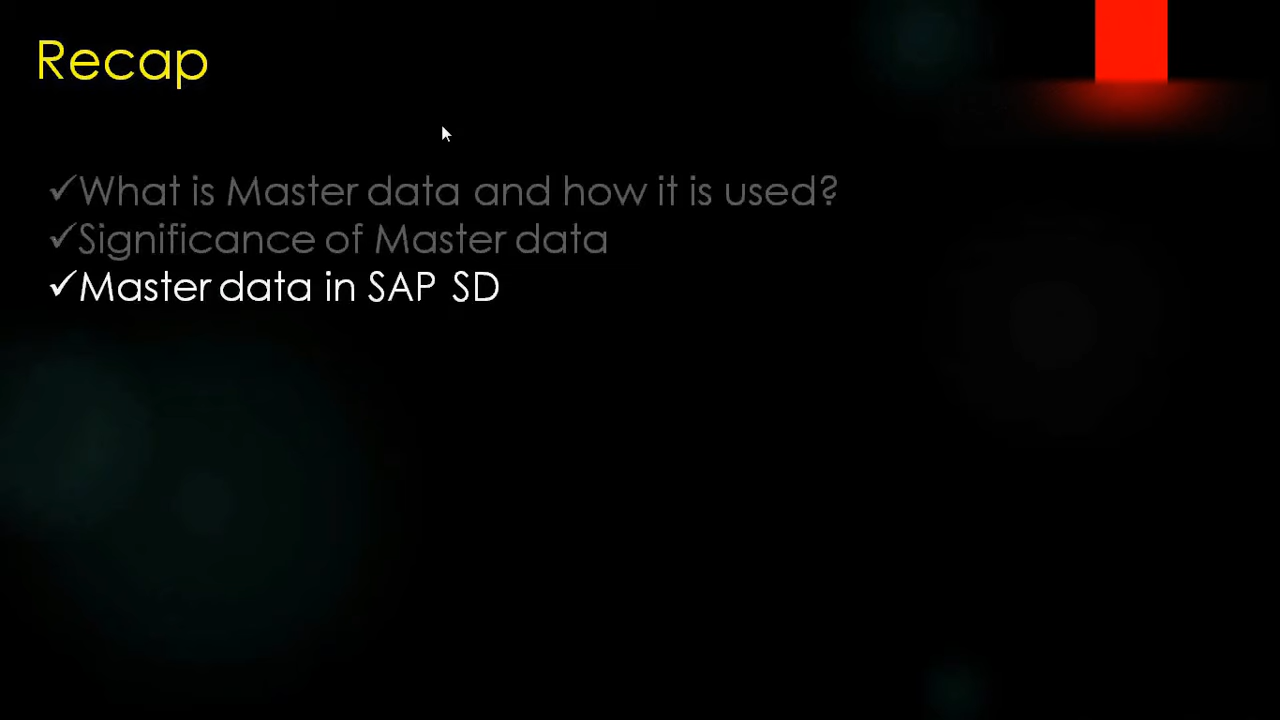 Recap
✓What is Master data and how it is used?
✓Significance of Master data
✓Master data in SAP SD